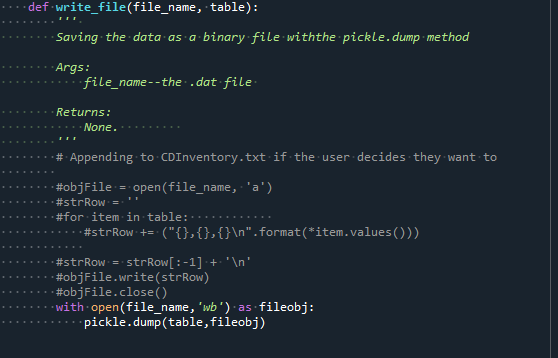 def write_file(file_name, table):
'''
Saving the data as a binary file withthe pickle.dump method
Args:
file_name--the .dat file
Returns:
None.
'''
# Appending to CDInventory.txt if the user decides they want to
#objFile = open(file_name, 'a')
#strRow = ''
#for item in table:
#strRow += ("{},{},{}\n".format(*item.values()))
#strRow = strRow[:-1] + '\n'
#objFile.write(strRow)
#objFile.close()
with open(file_name,'wb') as fileobj:
pickle.dump(table,fileobj)